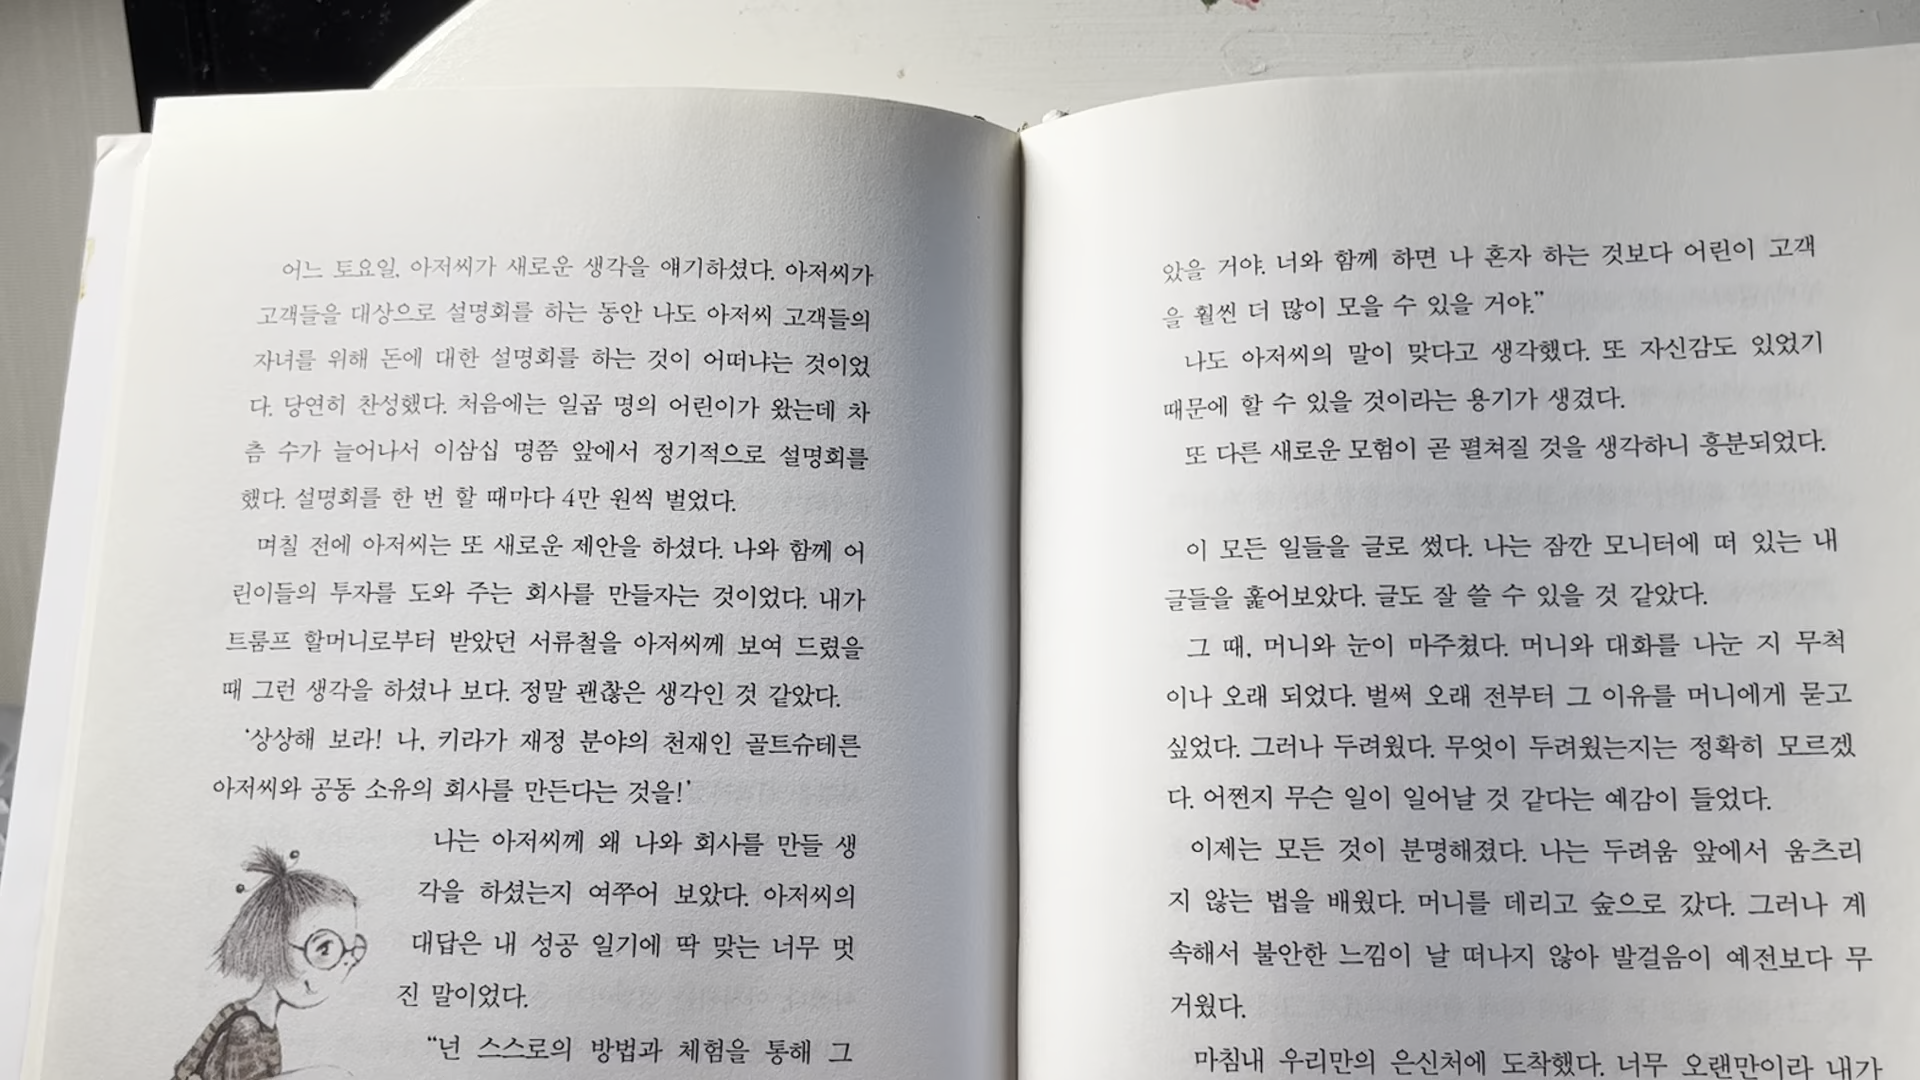 어느 토요일, 아저씨가 새로운 생각을 얘기하셨다. 아저씨가
고객들을 대상으로 설명회를 하는 동안 나도 아저씨 고객들의
자녀를 위해 돈에 대한 설명회를 하는 것이 어떠냐는 것이었
다. 당연히 찬성했다. 처음에는 일곱 명의 어린이가 왔는데 차
츰 수가 늘어나서 이삼십 명쯤 앞에서 정기적으로 설명회를
했다. 설명회를 한 번 할 때마다 4만 원씩 벌었다.
며칠 전에 아저씨는 또 새로운 제안을 하셨다. 나와 함께 어
린이들의 투자를 도와 주는 회사를 만들자는 것이었다. 내가
트룸프 할머니로부터 받았던 서류철을 아저씨께 보여 드렸을
때 그런 생각을 하셨나 보다. 정말 괜찮은 생각인 것 같았다.
‘상상해 보라! 나, 키라가 재정 분야의 천재인 골트슈테른
아저씨와 공동 소유의 회사를 만든다는 것을!’
나는 아저씨께 왜 나와 회사를 만들 생
각을 하셨는지 여쭈어 보았다. 아저씨의
대답은 내 성공 일기에 딱 맞는 너무 멋
진 말이었다.
“넌 스스로의 방법과 체험을 통해 그
았을 거야. 너와 함께 하면 나 혼자 하는 것보다 어린이 고객
을 훨씬 더 많이 모을 수 있을 거야.”
나도 아저씨의 말이 맞다고 생각했다. 또 자신감도 있었기
때문에 할 수 있을 것이라는 용기가 생겼다.
또 다른 새로운 모험이 곧 펼쳐질 것을 생각하니 흥분되었다.
이 모든 일들을 글로 썼다. 나는 잠깐 모니터에 떠 있는 내
글들을 훑어보았다. 글도 잘 쓸 수 있을 것 같았다.
그 때, 머니와 눈이 마주쳤다. 머니와 대화를 나눈 지 무척
이나 오래 되었다. 벌써 오래 전부터 그 이유를 머니에게 묻고
싶었다. 그러나 두려웠다. 무엇이 두려웠는지는 정확히 모르겠
다. 어쩐지 무슨 일이 일어날 것 같다는 예감이 들었다.
이제는 모든 것이 분명해졌다. 나는 두려움 앞에서 움츠리
지 않는 법을 배웠다. 머니를 데리고 숲으로 갔다. 그러나 계
속해서 불안한 느낌이 날 떠나지 않아 발걸음이 예전보다 무
거웠다.
마침내 우리만의 은신처에 도착했다. 너무 오랜만이라 내가